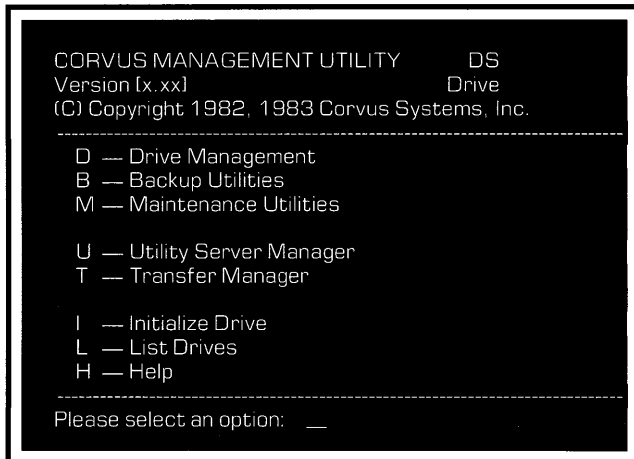 CORVUS MANAGEMENT UTILITY DS
Version [x.xx] Drive
(C) Copyright 1982, 1983 Corvus Systems, Inc.
D — Drive Management
B — Backup Utilities
M — Maintenance Utilities
U — Utility Server Manager
T — Transfer Manager
I — Initialize Drive
L — List Drives
H — Help
Please select an option: __